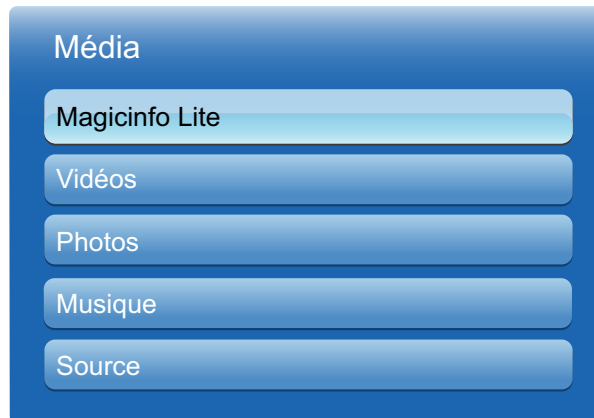 Média
Magicinfo Lite
Vidéos
Photos
Musique
Source